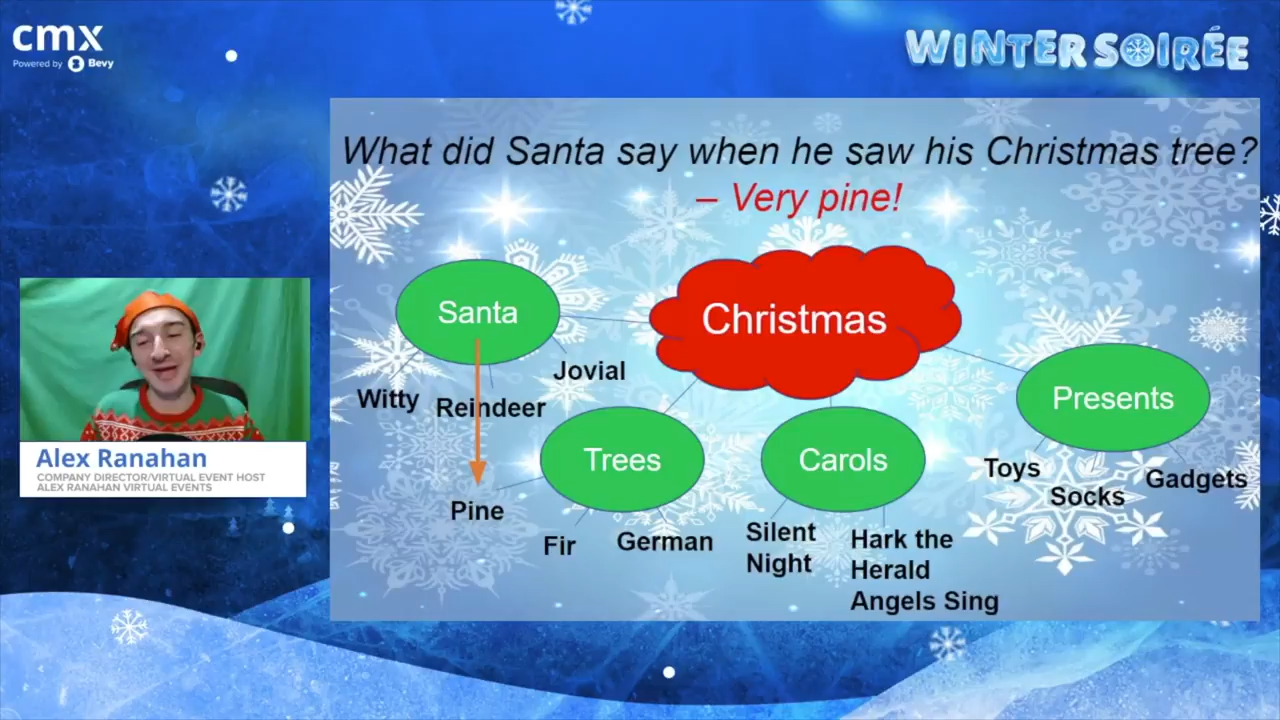 cmx
Powered by Bevy
WINTER SOIRÉE
What did Santa say when he saw his Christmas tree?
– Very pine!
Santa
Christmas
Witty
Reindeer
Jovial
Presents
Trees
Carols
Toys
Socks
Gadgets
Pine
Fir
German
Silent
Night
Hark the
Herald
Angels Sing
Alex Ranahan
COMPANY DIRECTOR/VIRTUAL EVENT HOST
ALEX RANAHAN VIRTUAL EVENTS